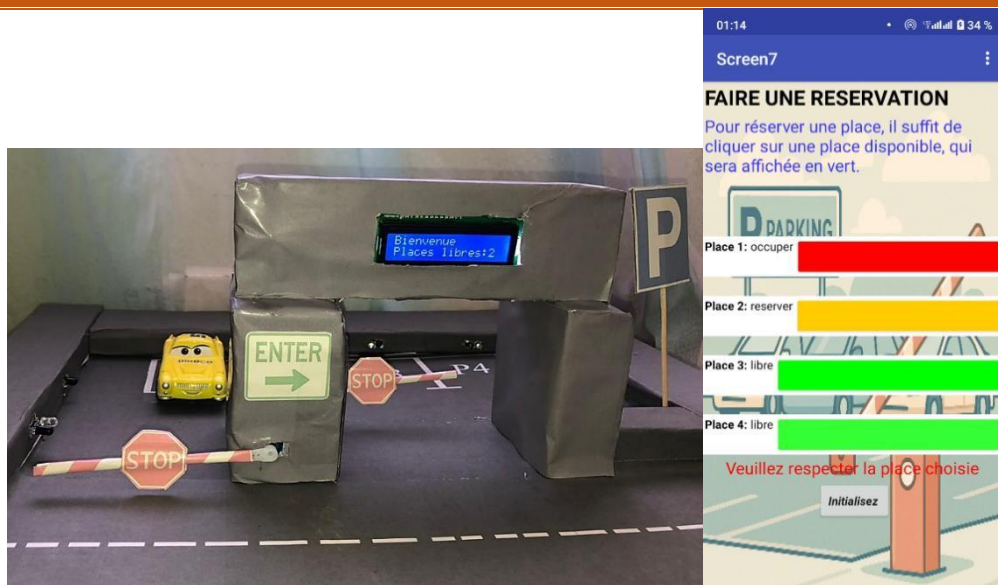 Bienvenue
Places libres:2
P
ENTER
STOP
P4
STOP
01:14
34 %
Screen7
FAIRE UNE RESERVATION
Pour réserver une place, il suffit de
cliquer sur une place disponible, qui
sera affichée en vert.
P PARKING
Place 1: occuper
Place 2: reserver
Place 3: libre
Place 4: libre
Veuillez respecter la place choisie
Initialisez